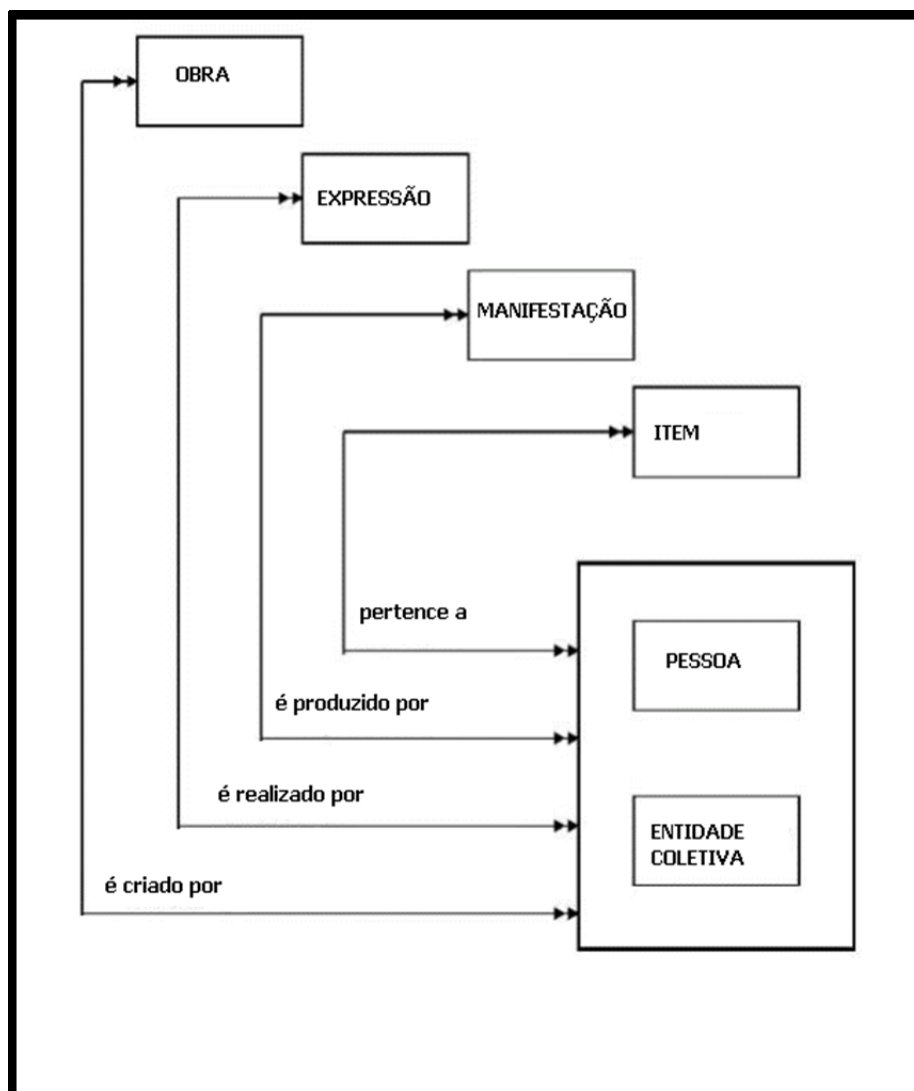 OBRA
EXPRESSÃO
MANIFESTAÇÃO
ITEM
pertence a
PESSOA
é produzido por
é realizado por
ENTIDADE
COLETIVA
é criado por